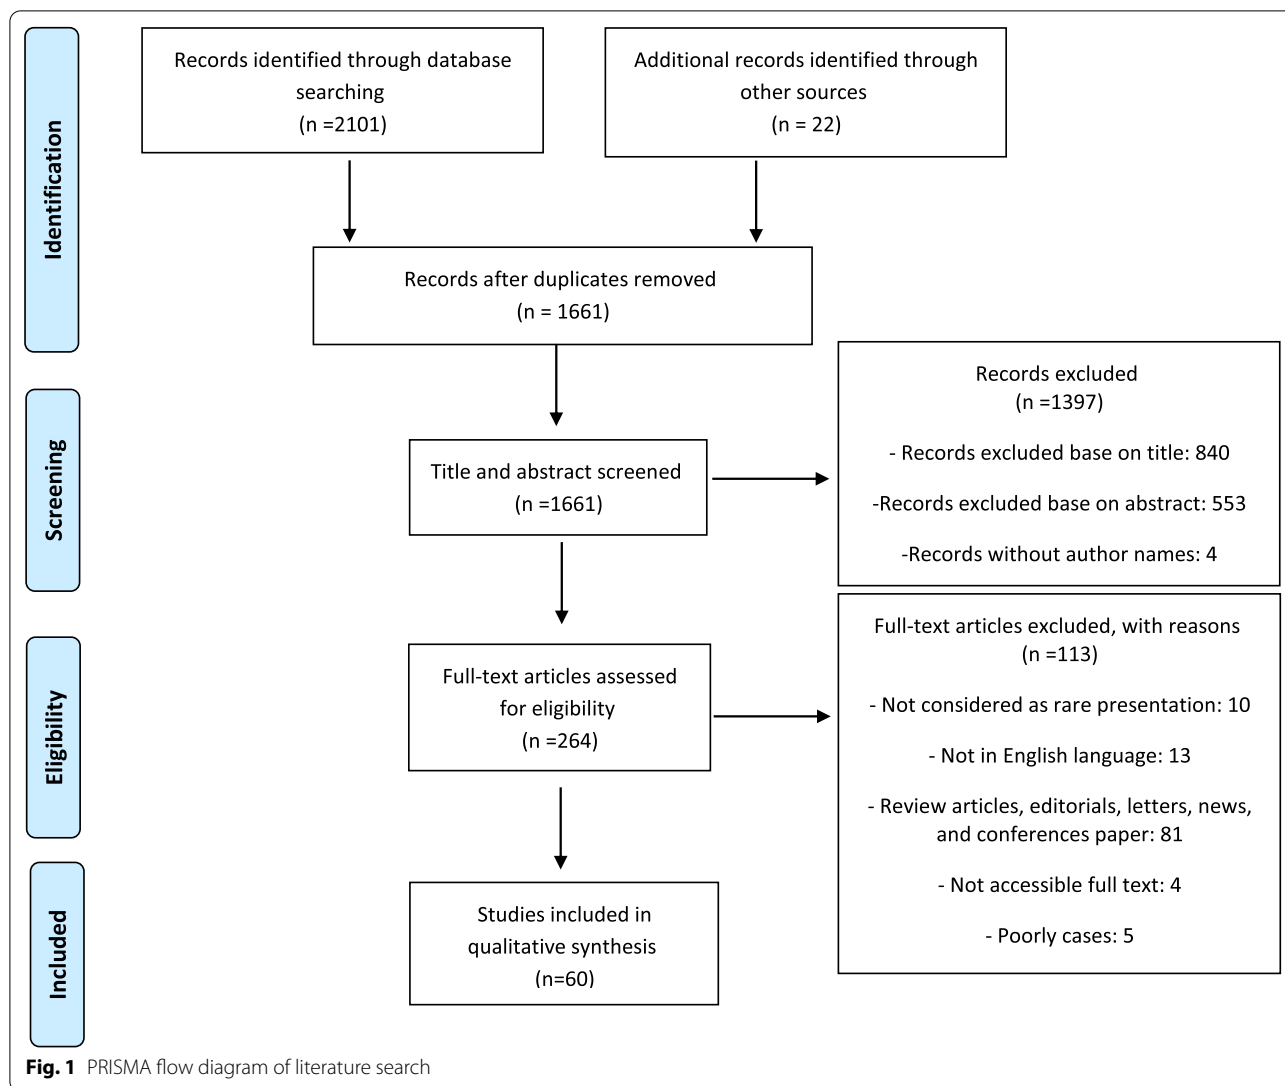 Identification
Records identified through database
searching
(n =2101)
Additional records identified through
other sources
(n = 22)
Records after duplicates removed
(n = 1661)
Screening
Title and abstract screened
(n =1661)
Records excluded
(n =1397)
- Records excluded base on title: 840
-Records excluded base on abstract: 553
-Records without author names: 4
Eligibility
Full-text articles assessed
for eligibility
(n =264)
Full-text articles excluded, with reasons
(n =113)
- Not considered as rare presentation: 10
- Not in English language: 13
- Review articles, editorials, letters, news,
and conferences paper: 81
- Not accessible full text: 4
- Poorly cases: 5
Included
Studies included in
qualitative synthesis
(n=60)
Fig. 1 PRISMA flow diagram of literature search